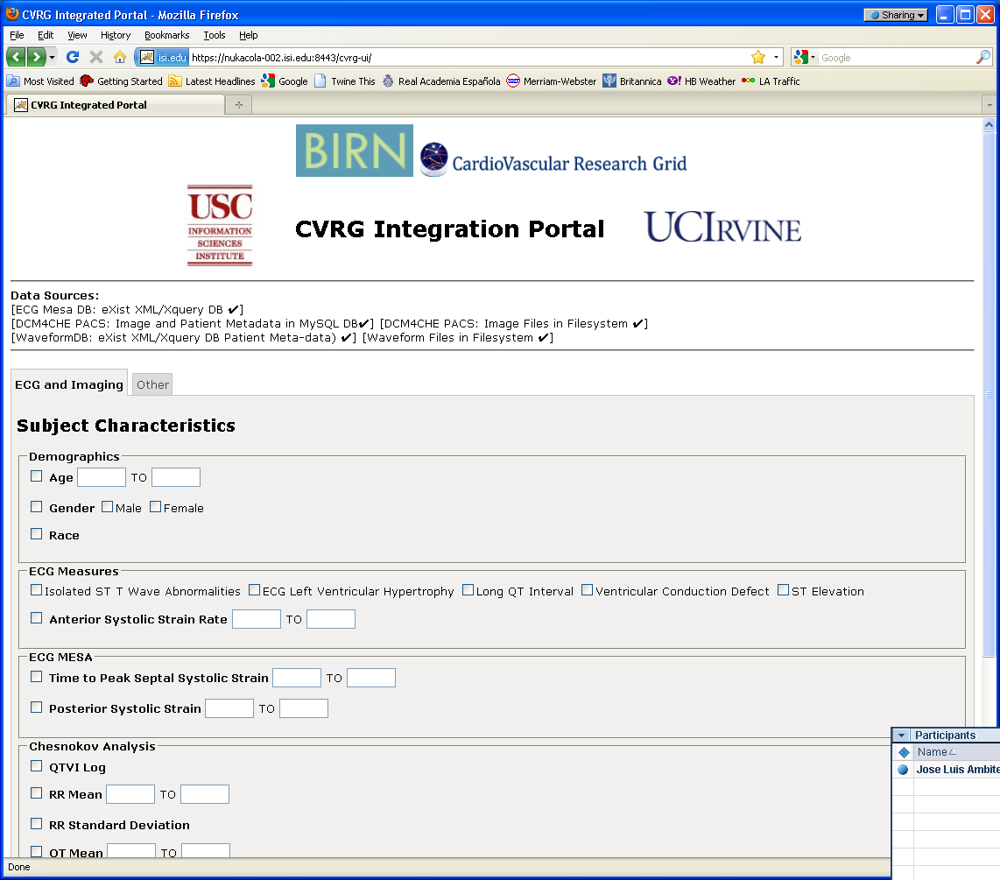 CVRG Integrated Portal - Mozilla Firefox
Sharing
File Edit View History Bookmarks Tools Help
isi.edu https://nukacola-002.isi.edu:8443/cvrg-ui/
Google
Most Visited Getting Started Latest Headlines Google Twine This Real Academia Española Merriam-Webster Britannica HB Weather LA Traffic
CVRG Integrated Portal
BIRN CardioVascular Research Grid
USC
INFORMATION
SCIENCES
INSTITUTE
CVRG Integration Portal
UCIRVINE
Data Sources:
[ECG Mesa DB: eXist XML/Xquery DB ✔]
[DCM4CHE PACS: Image and Patient Metadata in MySQL DB✔] [DCM4CHE PACS: Image Files in Filesystem ✔]
[WaveformDB: eXist XML/Xquery DB Patient Meta-data) ✔] [Waveform Files in Filesystem ✔]
ECG and Imaging Other
Subject Characteristics
Demographics
Age TO
Gender Male Female
Race
ECG Measures
Isolated ST T Wave Abnormalities ECG Left Ventricular Hypertrophy Long QT Interval Ventricular Conduction Defect ST Elevation
Anterior Systolic Strain Rate TO
ECG MESA
Time to Peak Septal Systolic Strain TO
Posterior Systolic Strain TO
Chesnokov Analysis
QTVI Log
RR Mean TO
RR Standard Deviation
QT Mean TO
Participants
Name
Jose Luis Ambite
Done